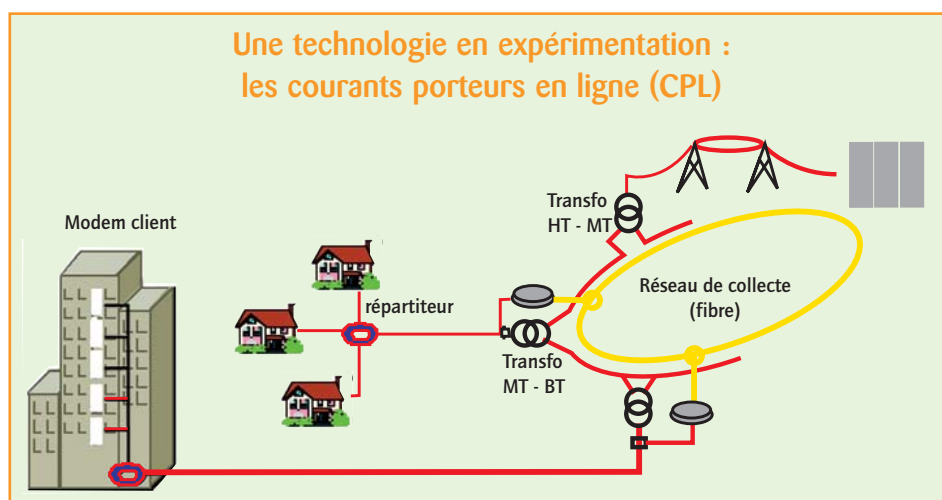 Une technologie en expérimentation :
les courants porteurs en ligne (CPL)
Transfo
HT - MT
Modem client
Réseau de collecte
(fibre)
répartiteur
Transfo
MT - BT